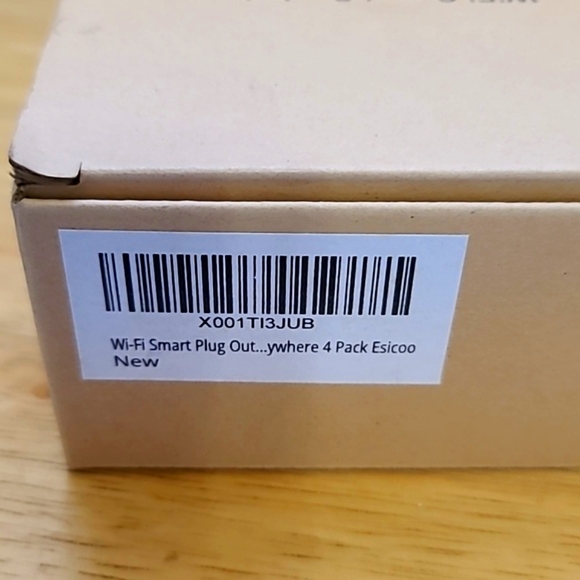 X001TI3JUB
Wi-Fi Smart Plug Out...ywhere 4 Pack Esicoo
New